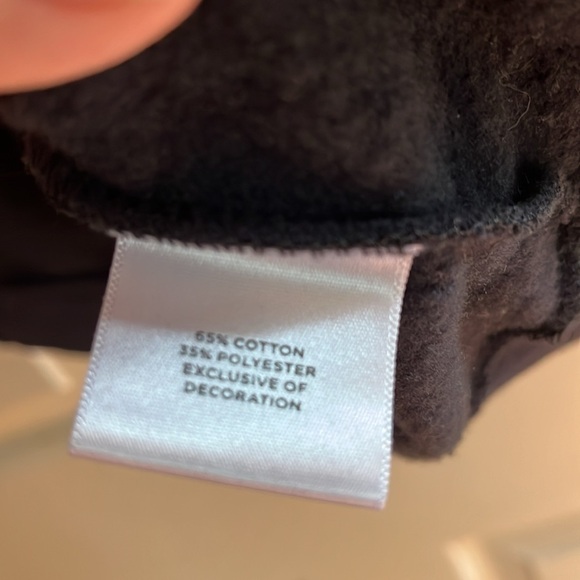 65% COTTON
35% POLYESTER
EXCLUSIVE OF
DECORATION